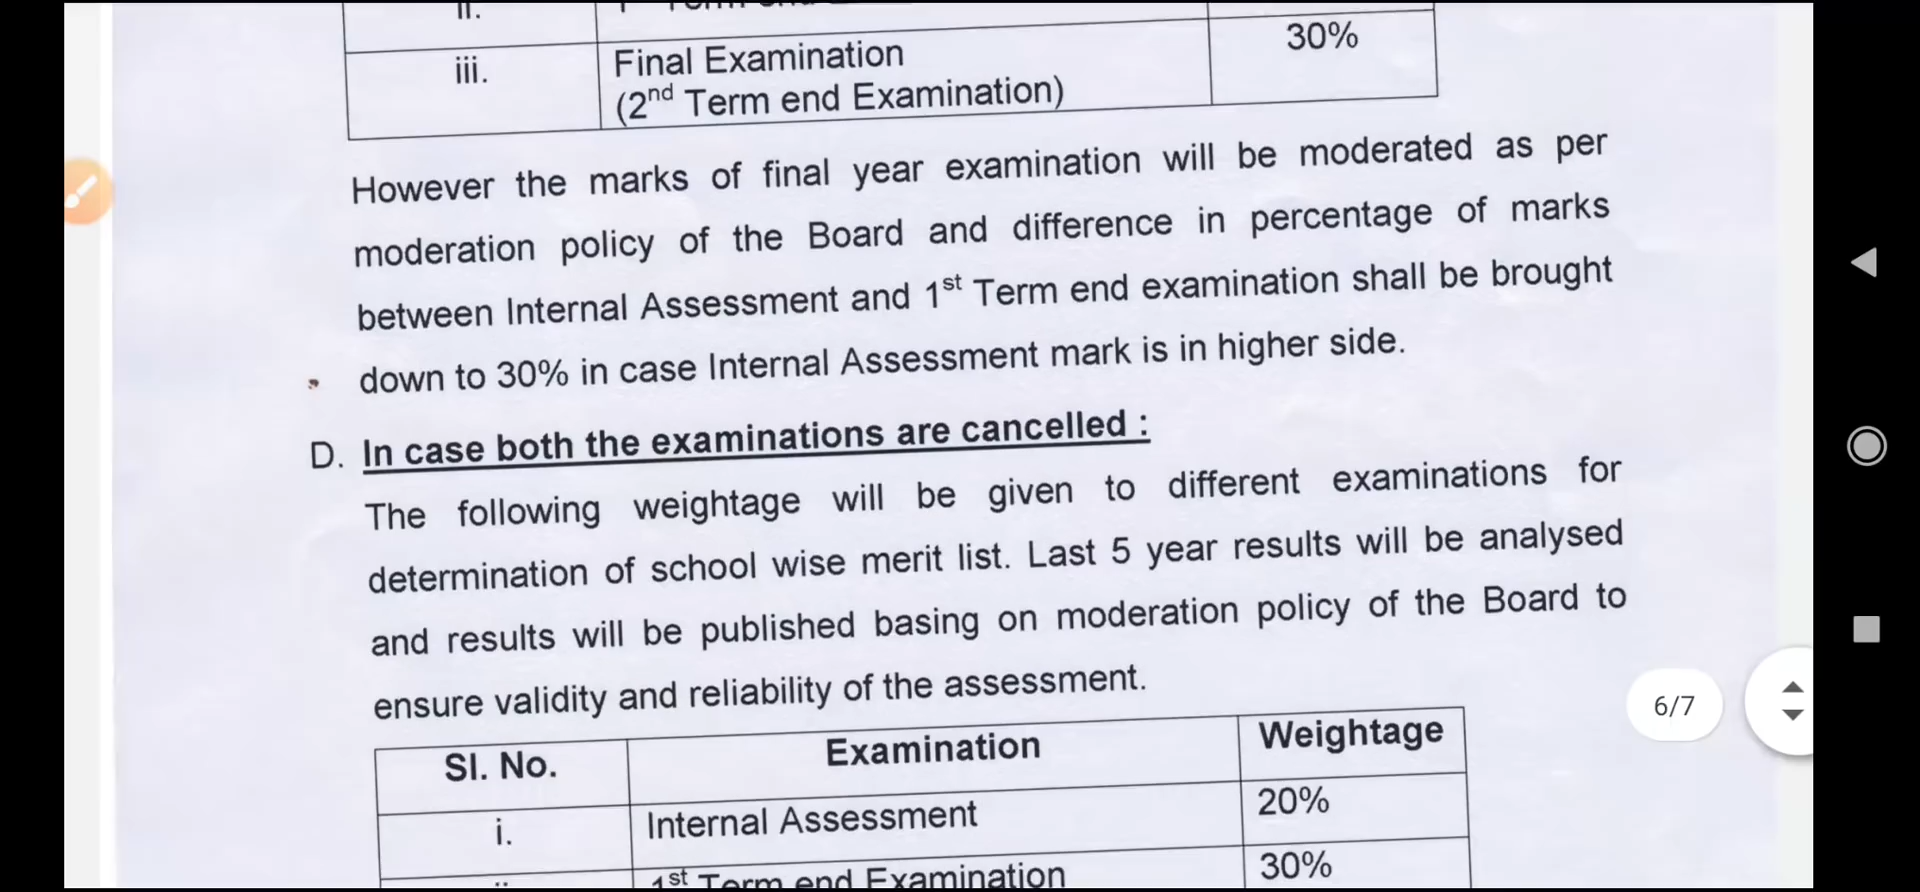 ii.
iii. Final Examination 30%
(2nd Term end Examination)
However the marks of final year examination will be moderated as per
moderation policy of the Board and difference in percentage of marks
between Internal Assessment and 1st Term end examination shall be brought
down to 30% in case Internal Assessment mark is in higher side.
D. In case both the examinations are cancelled :
The following weightage will be given to different examinations for
determination of school wise merit list. Last 5 year results will be analysed
and results will be published basing on moderation policy of the Board to
ensure validity and reliability of the assessment.
6/7
Sl. No. Examination Weightage
i. Internal Assessment 20%
1st Term end Examination 30%